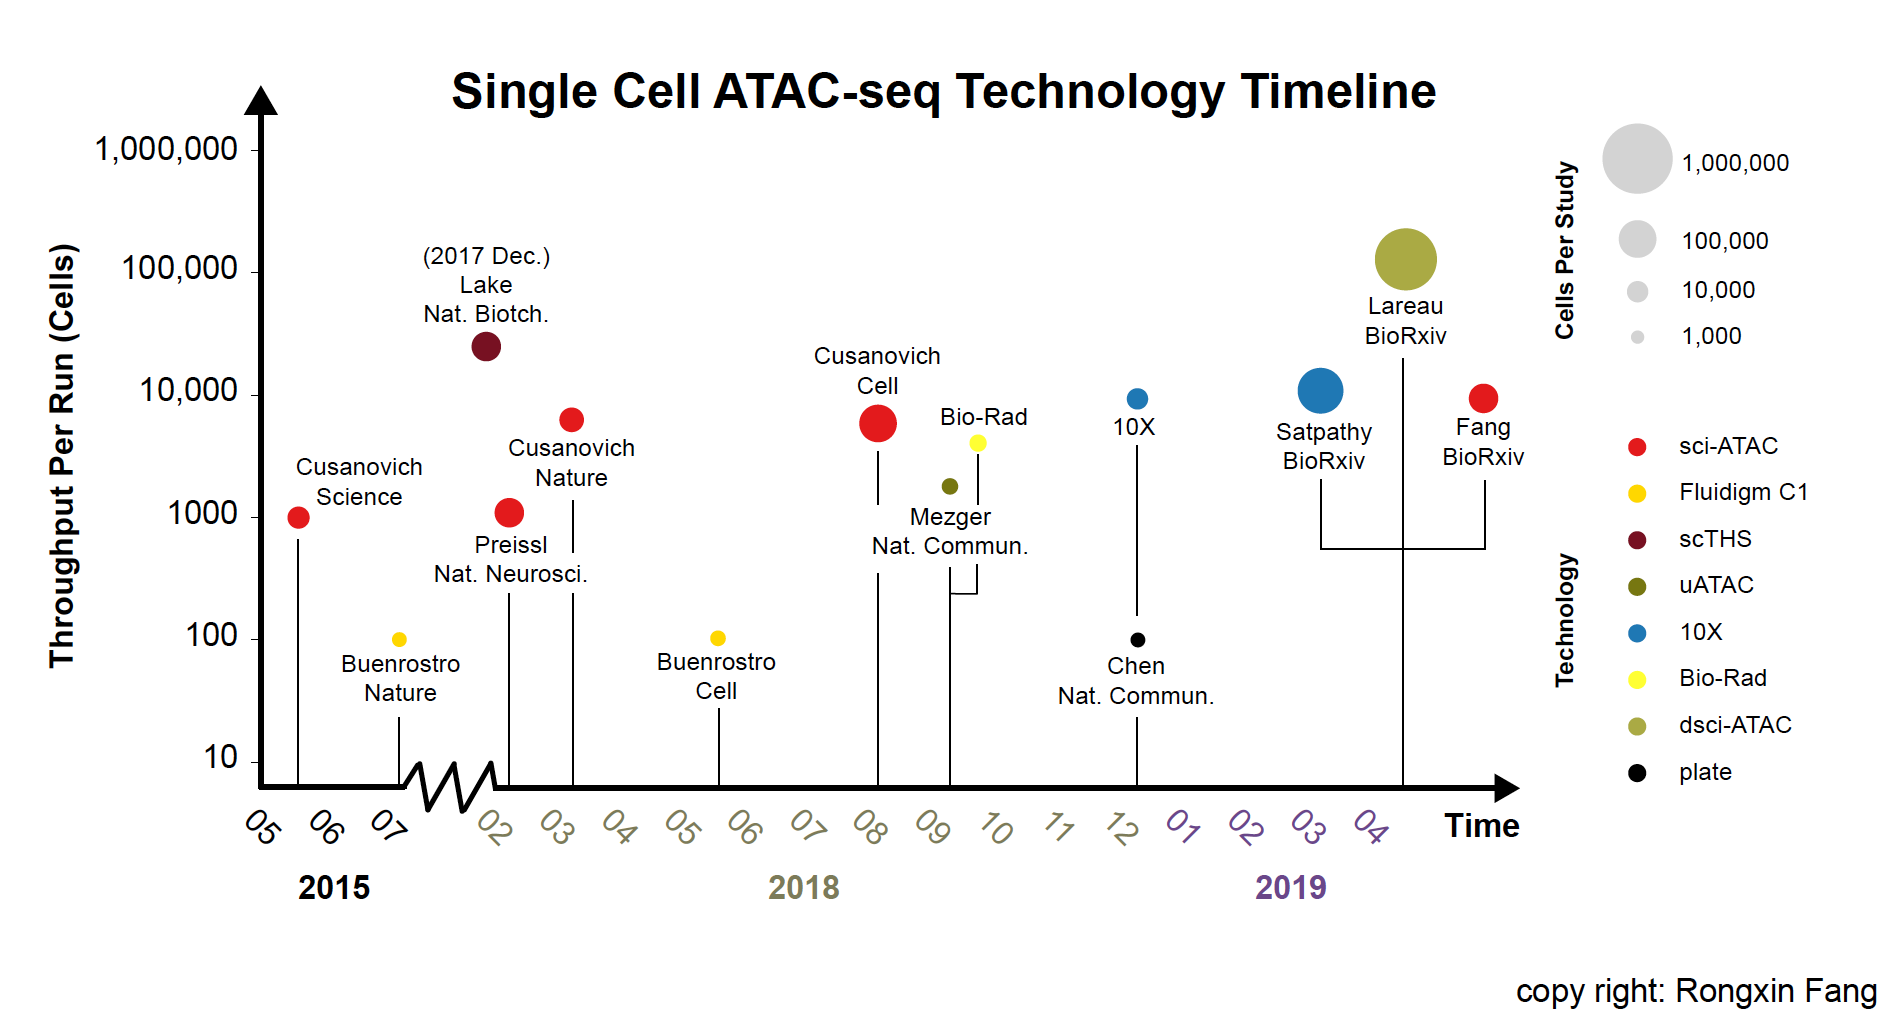 Single Cell ATAC-seq Technology Timeline
Throughput Per Run (Cells)
1,000,000
100,000
10,000
1000
100
10
Cusanovich
Science
Buenrostro
Nature
(2017 Dec.)
Lake
Nat. Biotch.
Preissl
Nat. Neurosci.
Cusanovich
Nature
Buenrostro
Cell
Cusanovich
Cell
Bio-Rad
Mezger
Nat. Commun.
10X
Chen
Nat. Commun.
Satpathy
BioRxiv
Lareau
BioRxiv
Fang
BioRxiv
05 06 07 02 03 04 05 06 07 08 09 10 11 12 01 02 03 04 Time
2015 2018 2019
Cells Per Study
1,000,000
100,000
10,000
1,000
Technology
sci-ATAC
Fluidigm C1
scTHS
uATAC
10X
Bio-Rad
dsci-ATAC
plate
copy right: Rongxin Fang